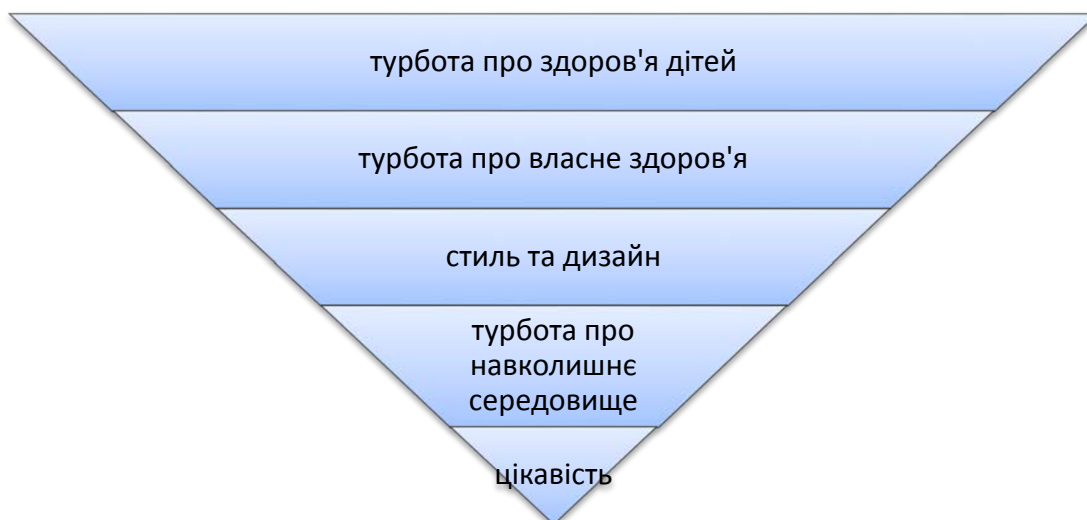 турбота про здоров'я дітей
турбота про власне здоров'я
стиль та дизайн
турбота про
навколишнє
середовище
цікавість